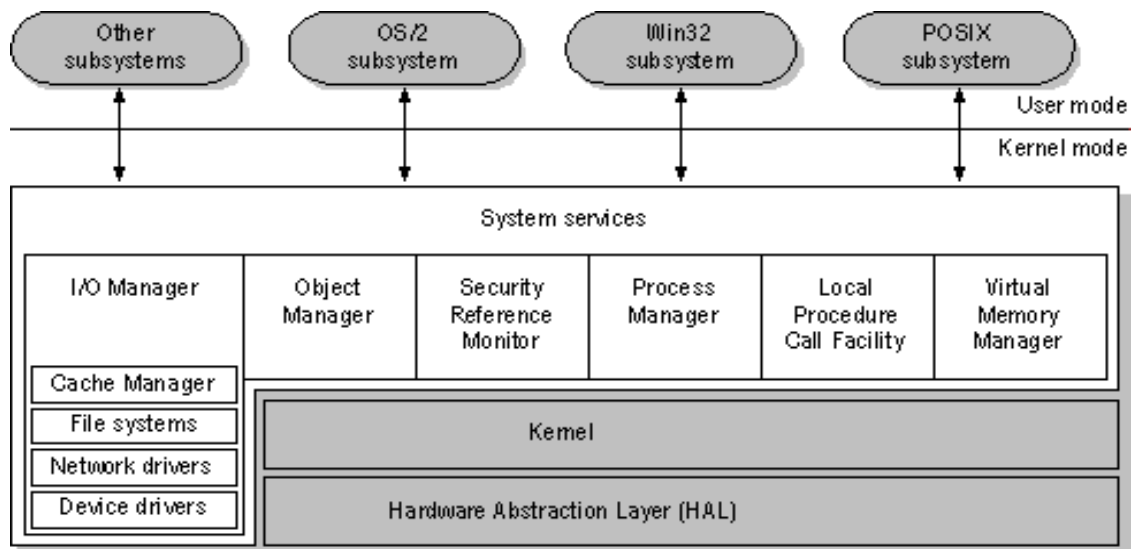 Other
subsystems
OS/2
subsystem
Win32
subsystem
POSIX
subsystem
User mode
Kernel mode
System services
I/O Manager
Object
Manager
Security
Reference
Monitor
Process
Manager
Local
Procedure
Call Facility
Virtual
Memory
Manager
Cache Manager
File systems
Network drivers
Device drivers
Kernel
Hardware Abstraction Layer (HAL)